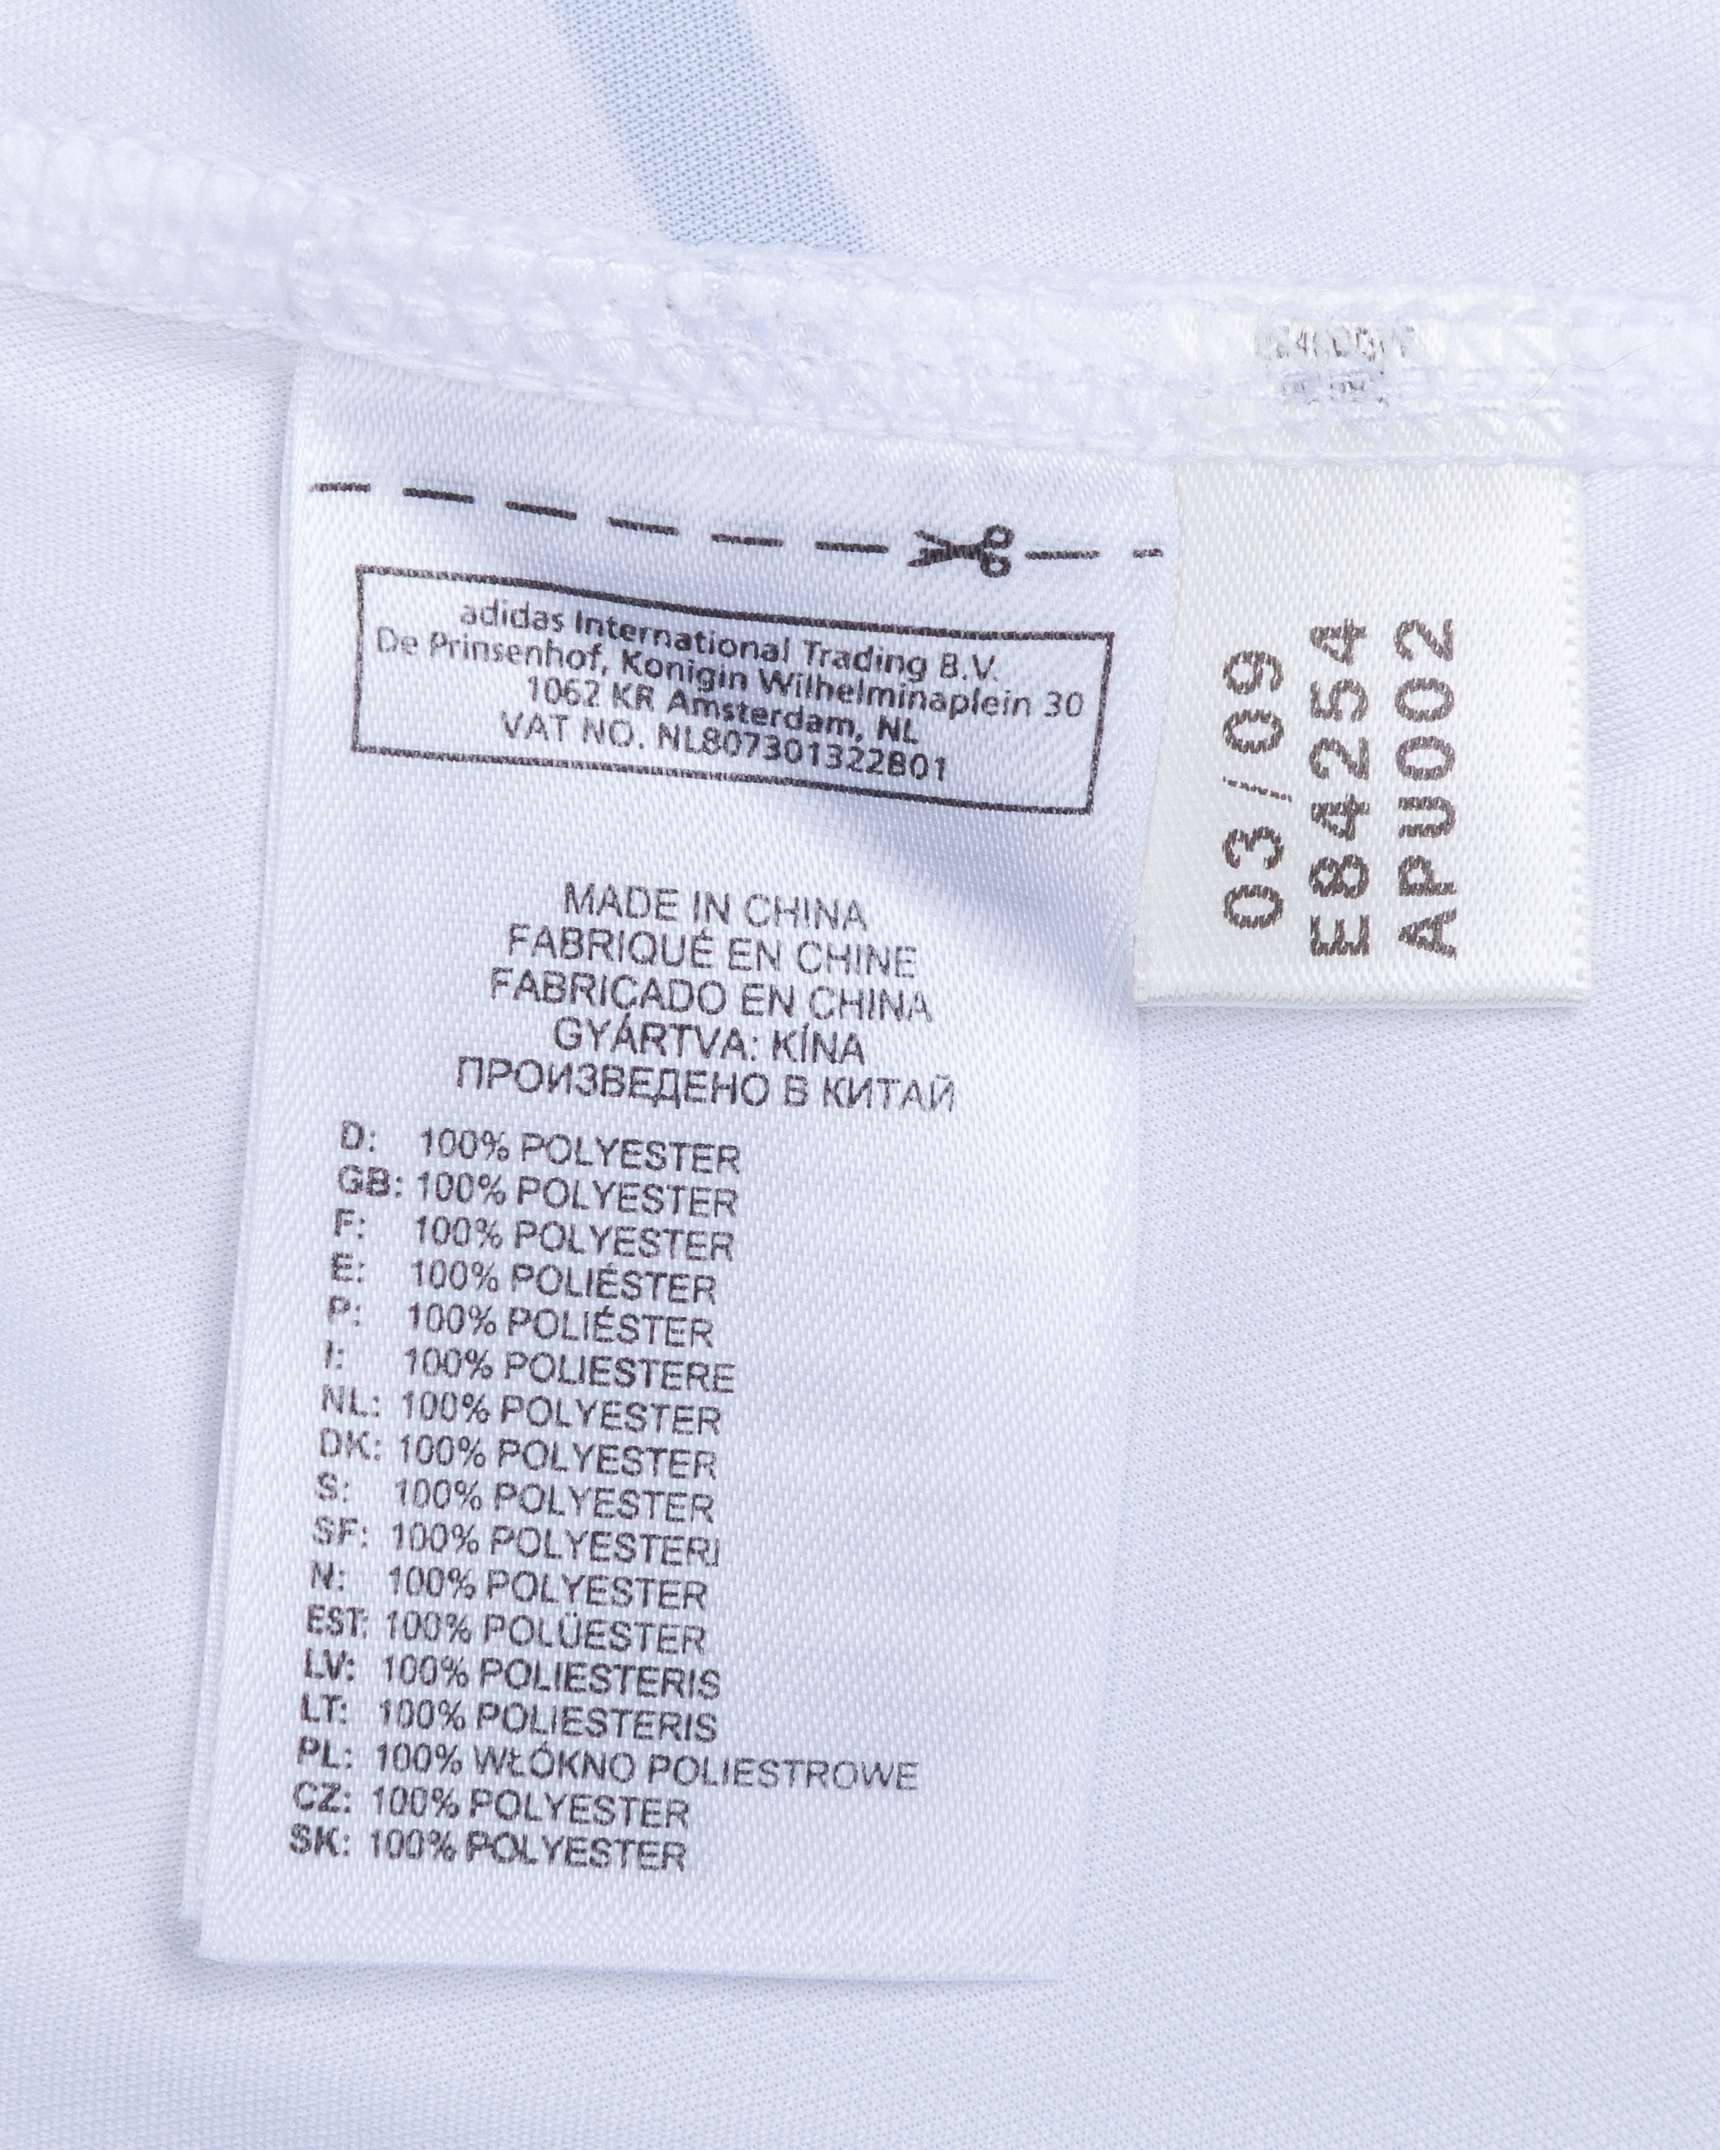 adidas International Trading B.V.
De Prinsenhof, Konigin Wilhelminaplein 30
1062 KR Amsterdam, NL
VAT NO. NL807301322B01
MADE IN CHINA
FABRIQUÉ EN CHINE
FABRICADO EN CHINA
GYÁRTVA: KÍNA
ПРОИЗВЕДЕНО В КИТАЙ
D: 100% POLYESTER
GB: 100% POLYESTER
F: 100% POLYESTER
E: 100% POLIÉSTER
P: 100% POLIÉSTER
I: 100% POLIESTERE
NL: 100% POLYESTER
DK: 100% POLYESTER
S: 100% POLYESTER
SF: 100% POLYESTERI
N: 100% POLYESTER
EST: 100% POLÜESTER
LV: 100% POLIESTERIS
LT: 100% POLIESTERIS
PL: 100% WŁÓKNO POLIESTROWE
CZ: 100% POLYESTER
SK: 100% POLYESTER
03/09
E84254
APU002